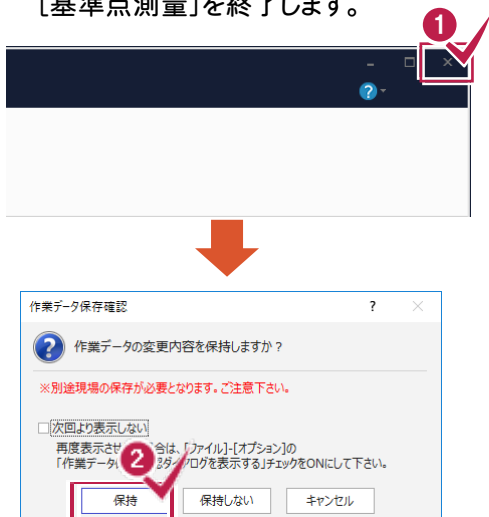 [基準点測量]を終了します。
1
?
作業データ保存確認 ?
作業データの変更内容を保持しますか?
※別途現場の保存が必要となります。ご注意下さい。
次回より表示しない
再度表示させ 合は、「ファイル]-[オプション]の
「作業データ ダイアログを表示する」チェックをONにして下さい。
2
保持 保持しない キャンセル